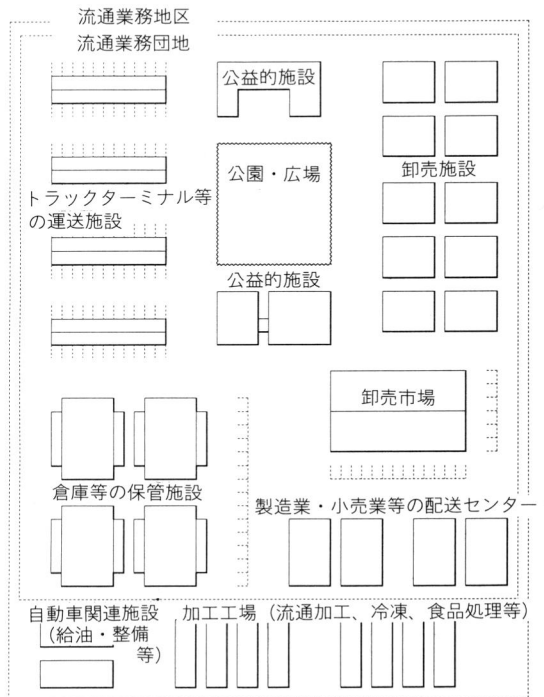 流通業務地区
流通業務団地
公益的施設
公園・広場
卸売施設
トラックターミナル等
の運送施設
公益的施設
卸売市場
倉庫等の保管施設
製造業・小売業等の配送センター
自動車関連施設
(給油・整備
等)
加工工場(流通加工、冷凍、食品処理等)